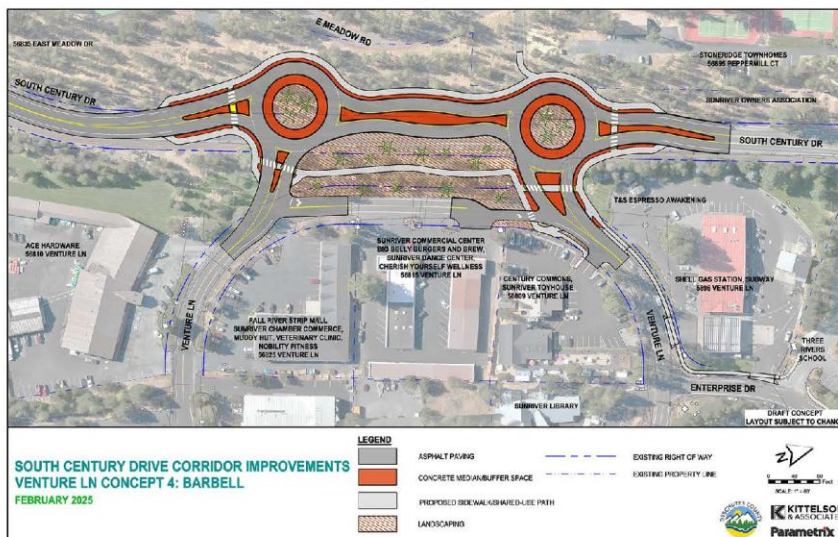 E MEADOW RD
56835 EAST MEADOW DR
STONERIDGE TOWNHOMES
56895 PEPPERMILL CT
SOUTH CENTURY DR
SUNRIVER OWNERS ASSOCIATION
SOUTH CENTURY DR
T&S ESPRESSO AWAKENING
ACE HARDWARE
56810 VENTURE LN
SUNRIVER COMMERCIAL CENTER
BIG BELLY BURGERS AND BREW,
SUNRIVER DANCE CENTER,
CHERISH YOURSELF WELLNESS
56815 VENTURE LN
CENTURY COMMONS,
SUNRIVER TOYHOUSE
56809 VENTURE LN
SHELL GAS STATION, SUBWAY
VENTURE LN
FALL RIVER STRIP MALL
SUNRIVER CHAMBER COMMERCE,
MUDDY HUT, VETERINARY CLINIC,
NOBILITY FITNESS
56825 VENTURE LN
VENTURE LN
THREE
RIVERS
SCHOOL
ENTERPRISE DR
SUNRIVER LIBRARY
DRAFT CONCEPT
LAYOUT SUBJECT TO CHANG
SOUTH CENTURY DRIVE CORRIDOR IMPROVEMENTS
VENTURE LN CONCEPT 4: BARBELL
FEBRUARY 2025
LEGEND
ASPHALT PAVING
CONCRETE MEDIAN/BUFFER SPACE
PROPOSED SIDEWALK/SHARED-USE PATH
LANDSCAPING
EXISTING RIGHT OF WAY
EXISTING PROPERTY LINE
Feet
DESCHUTES COUNTY
KITTELSON
& ASSOCIATES
Parametrix